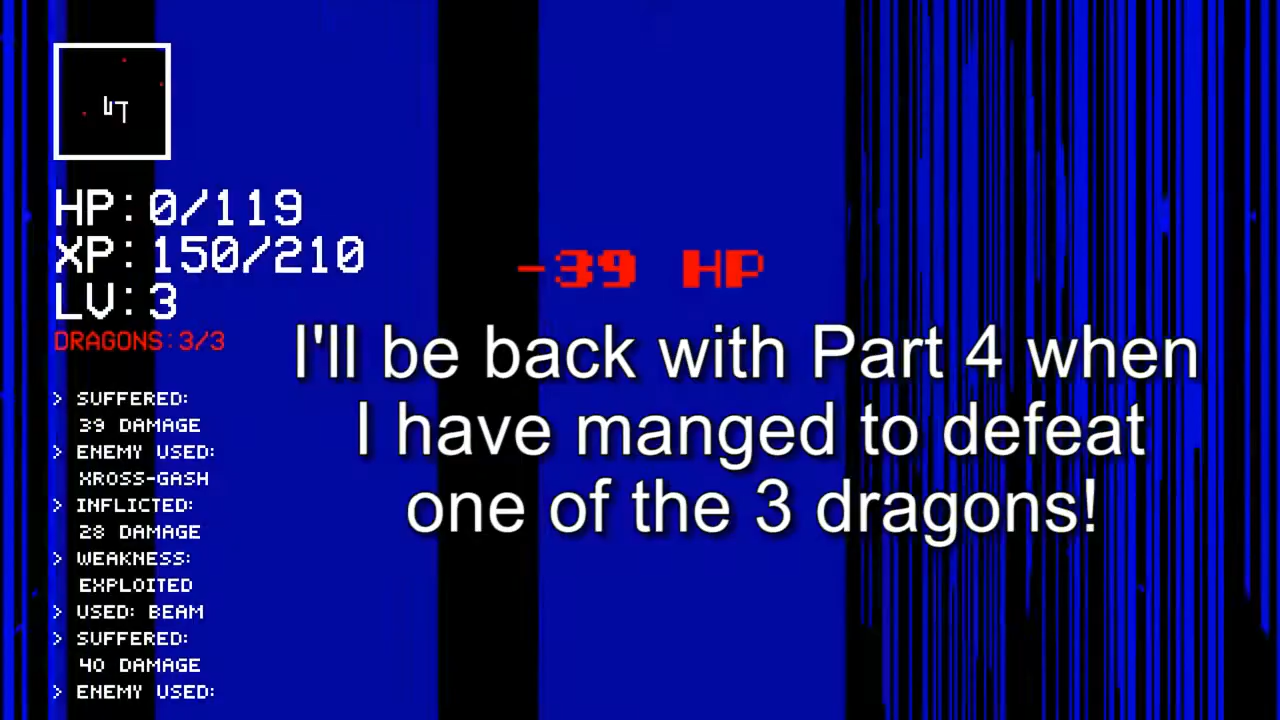 HP: 0/119
XP: 150/210
LV: 3
DRAGONS: 3/3
> SUFFERED:
39 DAMAGE
> ENEMY USED:
XROSS-GASH
> INFLICTED:
28 DAMAGE
> WEAKNESS:
EXPLOITED
> USED: BEAM
> SUFFERED:
40 DAMAGE
> ENEMY USED:
-39 HP
I'll be back with Part 4 when
I have manged to defeat
one of the 3 dragons!